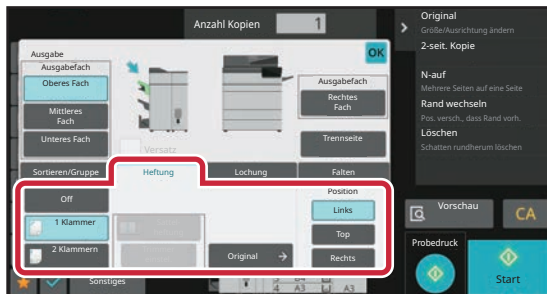 Anzahl Kopien 1
Original
Größe/Ausrichtung ändern
2-seit. Kopie
N-auf
Mehrere Seiten auf eine Seite
Rand wechseln
Pos. versch., dass Rand vorh.
Löschen
Schatten rundherum löschen
Ausgabe
OK
Ausgabefach
Oberes Fach
Mittleres
Fach
Unteres Fach
Versatz
Ausgabefach
Rechtes
Fach
Trennseite
Sortieren/Gruppe
Heftung
Lochung
Falten
Off
1 Klammer
2 Klammern
Original
Position
Links
Top
Rechts
Vorschau
CA
Probedruck
Start
Sonstiges
4 A3 A3